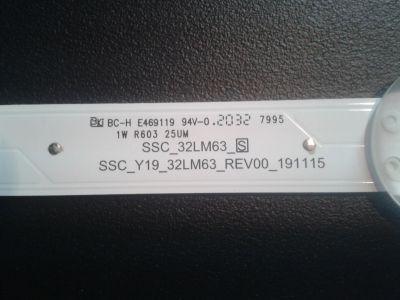 BC-H E469119 94V-0 2032 7995
1W R603 25UM
SSC_32LM63_S
SSC_Y19_32LM63_REV00_191115